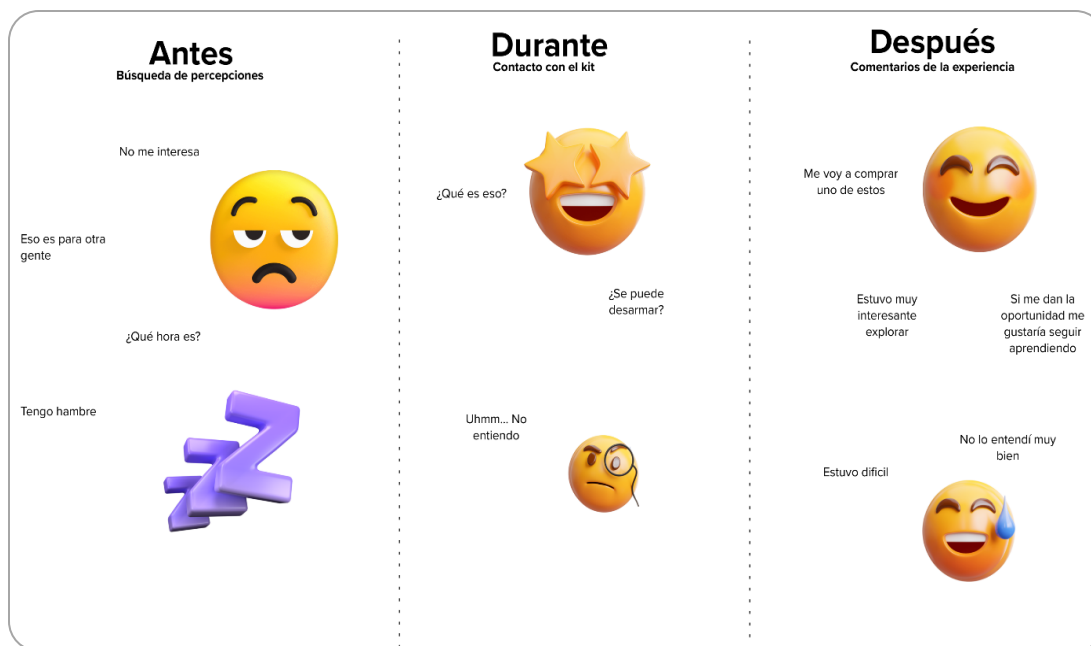 Antes
Búsqueda de percepciones
No me interesa
Eso es para otra
gente
¿Qué hora es?
Tengo hambre
Durante
Contacto con el kit
¿Qué es eso?
¿Se puede
desarmar?
Uhmm... No
entiendo
Después
Comentarios de la experiencia
Me voy a comprar
uno de estos
Estuvo muy
interesante
explorar
Si me dan la
oportunidad me
gustaría seguir
aprendiendo
No lo entendí muy
bien
Estuvo dificil